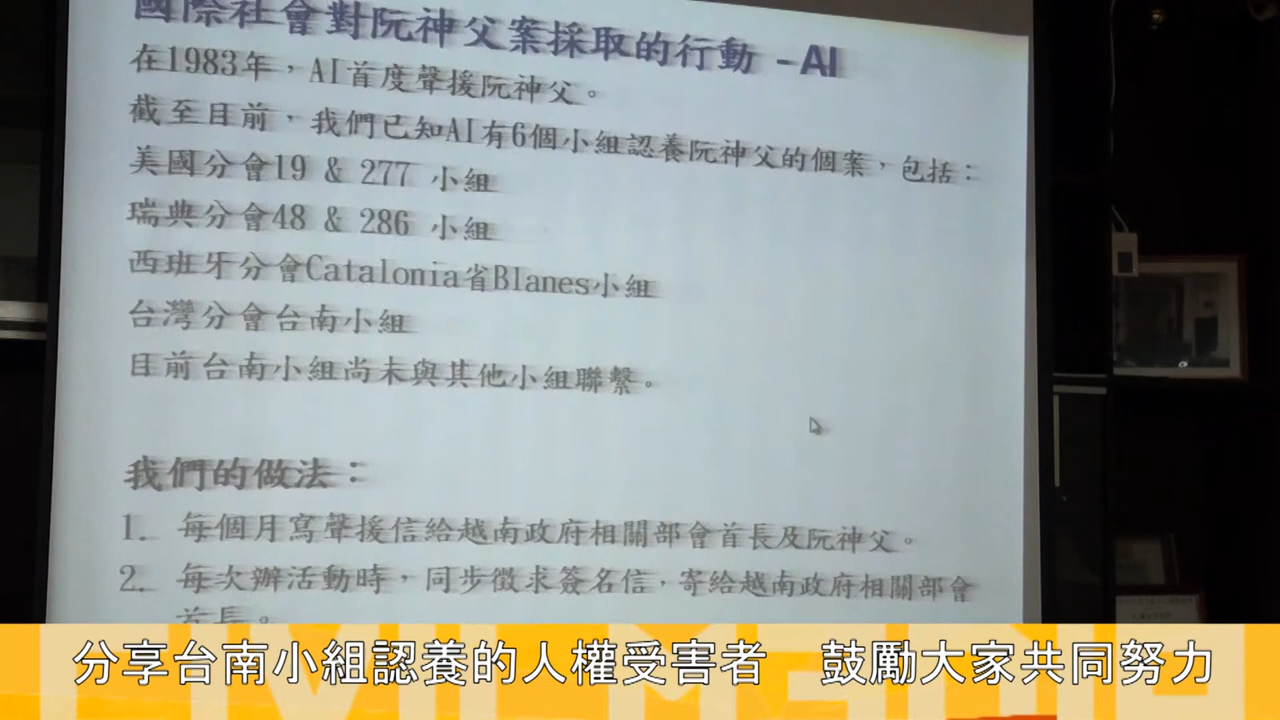 國際社會對阮神父案採取的行動 - AI
在1983年，AI首度聲援阮神父。
截至目前，我們已知AI有6個小組認養阮神父的個案，包括：
美國分會19 & 277 小組
瑞典分會48 & 286 小組
西班牙分會Catalonia省Blanes小組
台灣分會台南小組
目前台南小組尚未與其他小組聯繫。
我們的做法：
1. 每個月寫聲援信給越南政府相關部會首長及阮神父。
2. 每次辦活動時，同步徵求簽名信，寄給越南政府相關部會
首長。
分享台南小組認養的人權受害者　鼓勵大家共同努力